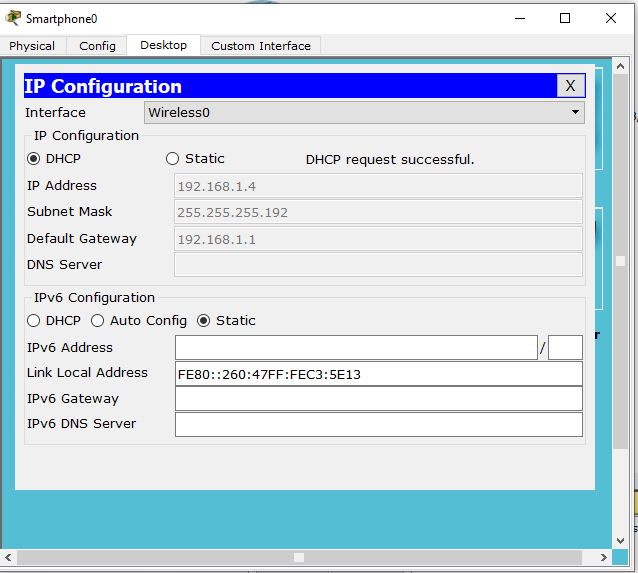 Smartphone0
Physical Config Desktop Custom Interface
IP Configuration X
Interface Wireless0
IP Configuration
DHCP Static DHCP request successful.
IP Address 192.168.1.4
Subnet Mask 255.255.255.192
Default Gateway 192.168.1.1
DNS Server
IPv6 Configuration
DHCP Auto Config Static
IPv6 Address /
Link Local Address FE80::260:47FF:FEC3:5E13
IPv6 Gateway
IPv6 DNS Server